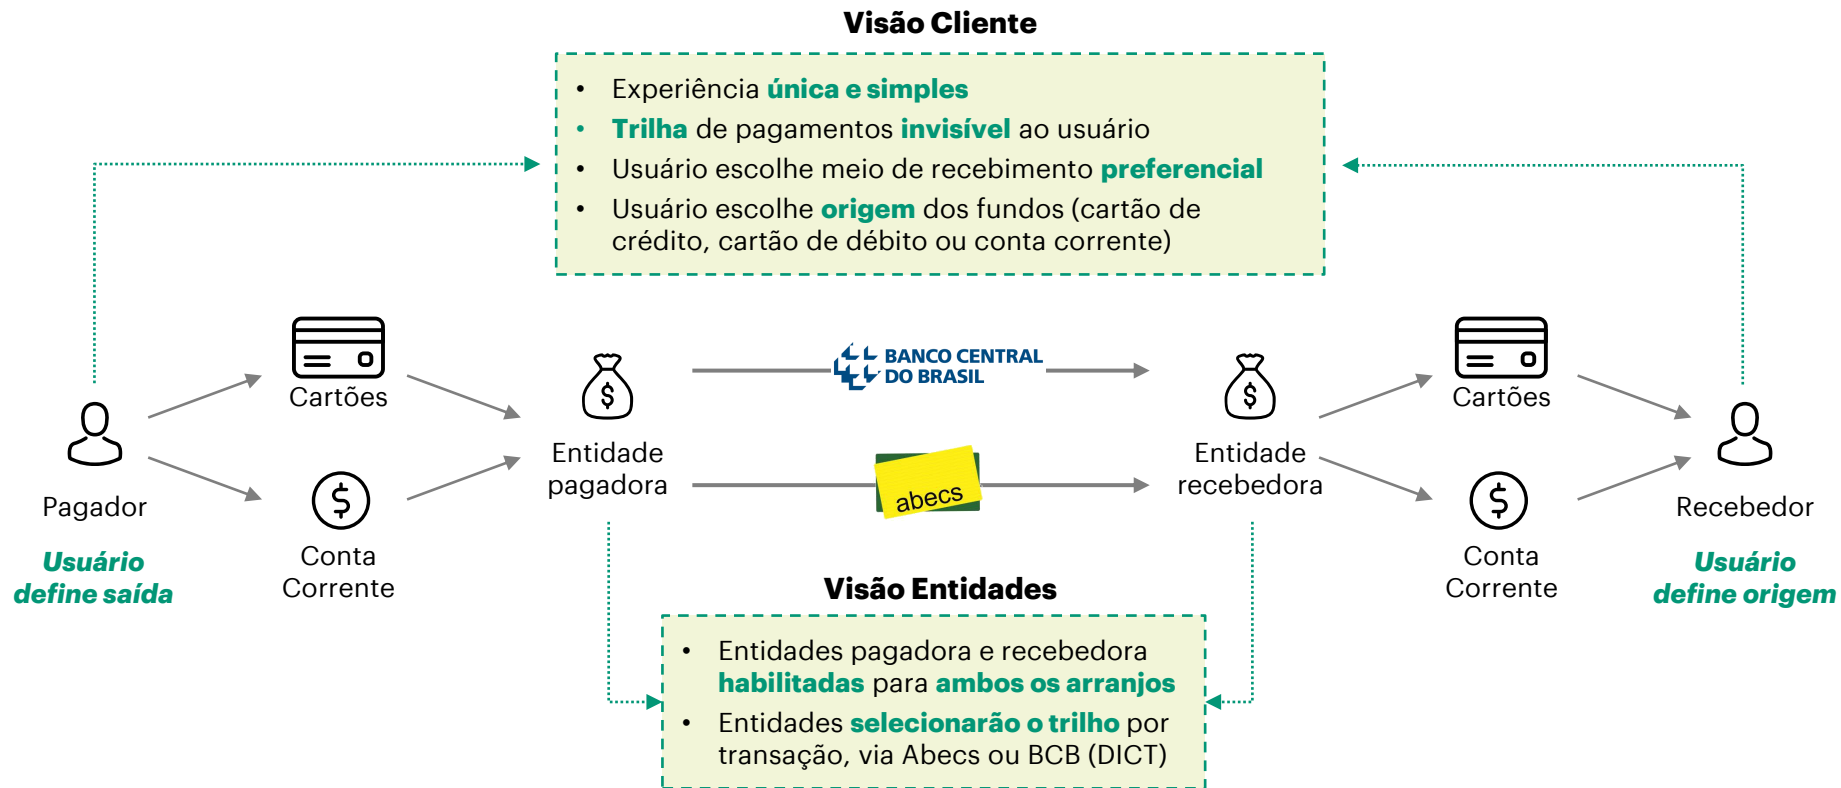 Visão Cliente
• Experiência única e simples
• Trilha de pagamentos invisível ao usuário
• Usuário escolhe meio de recebimento preferencial
• Usuário escolhe origem dos fundos (cartão de
crédito, cartão de débito ou conta corrente)
Pagador
Usuário
define saída
Cartões
Conta
Corrente
Entidade
pagadora
BANCO CENTRAL
DO BRASIL
abecs
Entidade
recebedora
Cartões
Conta
Corrente
Recebedor
Usuário
define origem
Visão Entidades
• Entidades pagadora e recebedora
habilitadas para ambos os arranjos
• Entidades selecionarão o trilho por
transação, via Abecs ou BCB (DICT)